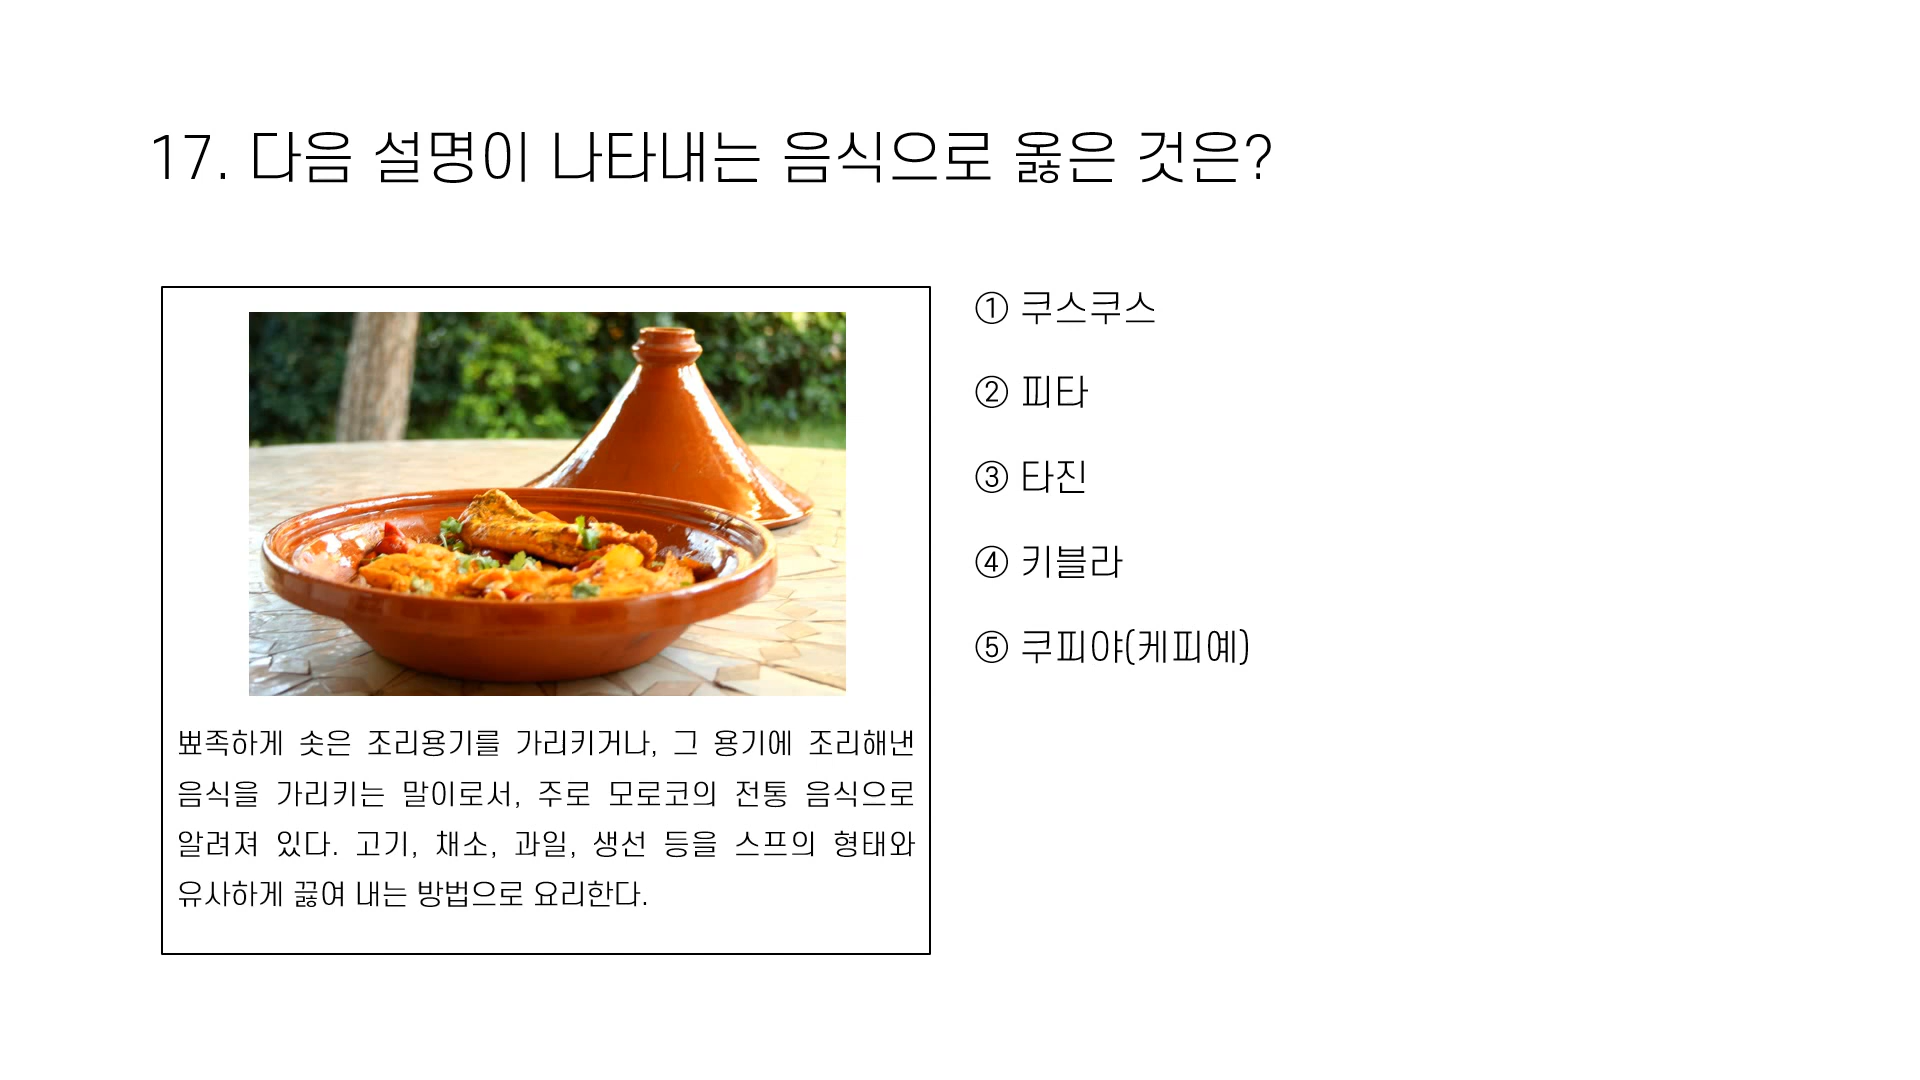 17. 다음 설명이 나타내는 음식으로 옳은 것은?
뾰족하게 솟은 조리용기를 가리키거나, 그 용기에 조리해낸
음식을 가리키는 말이로서, 주로 모로코의 전통 음식으로
알려져 있다. 고기, 채소, 과일, 생선 등을 스프의 형태와
유사하게 끓여 내는 방법으로 요리한다.
① 쿠스쿠스
② 피타
③ 타진
④ 키블라
⑤ 쿠피야(케피예)